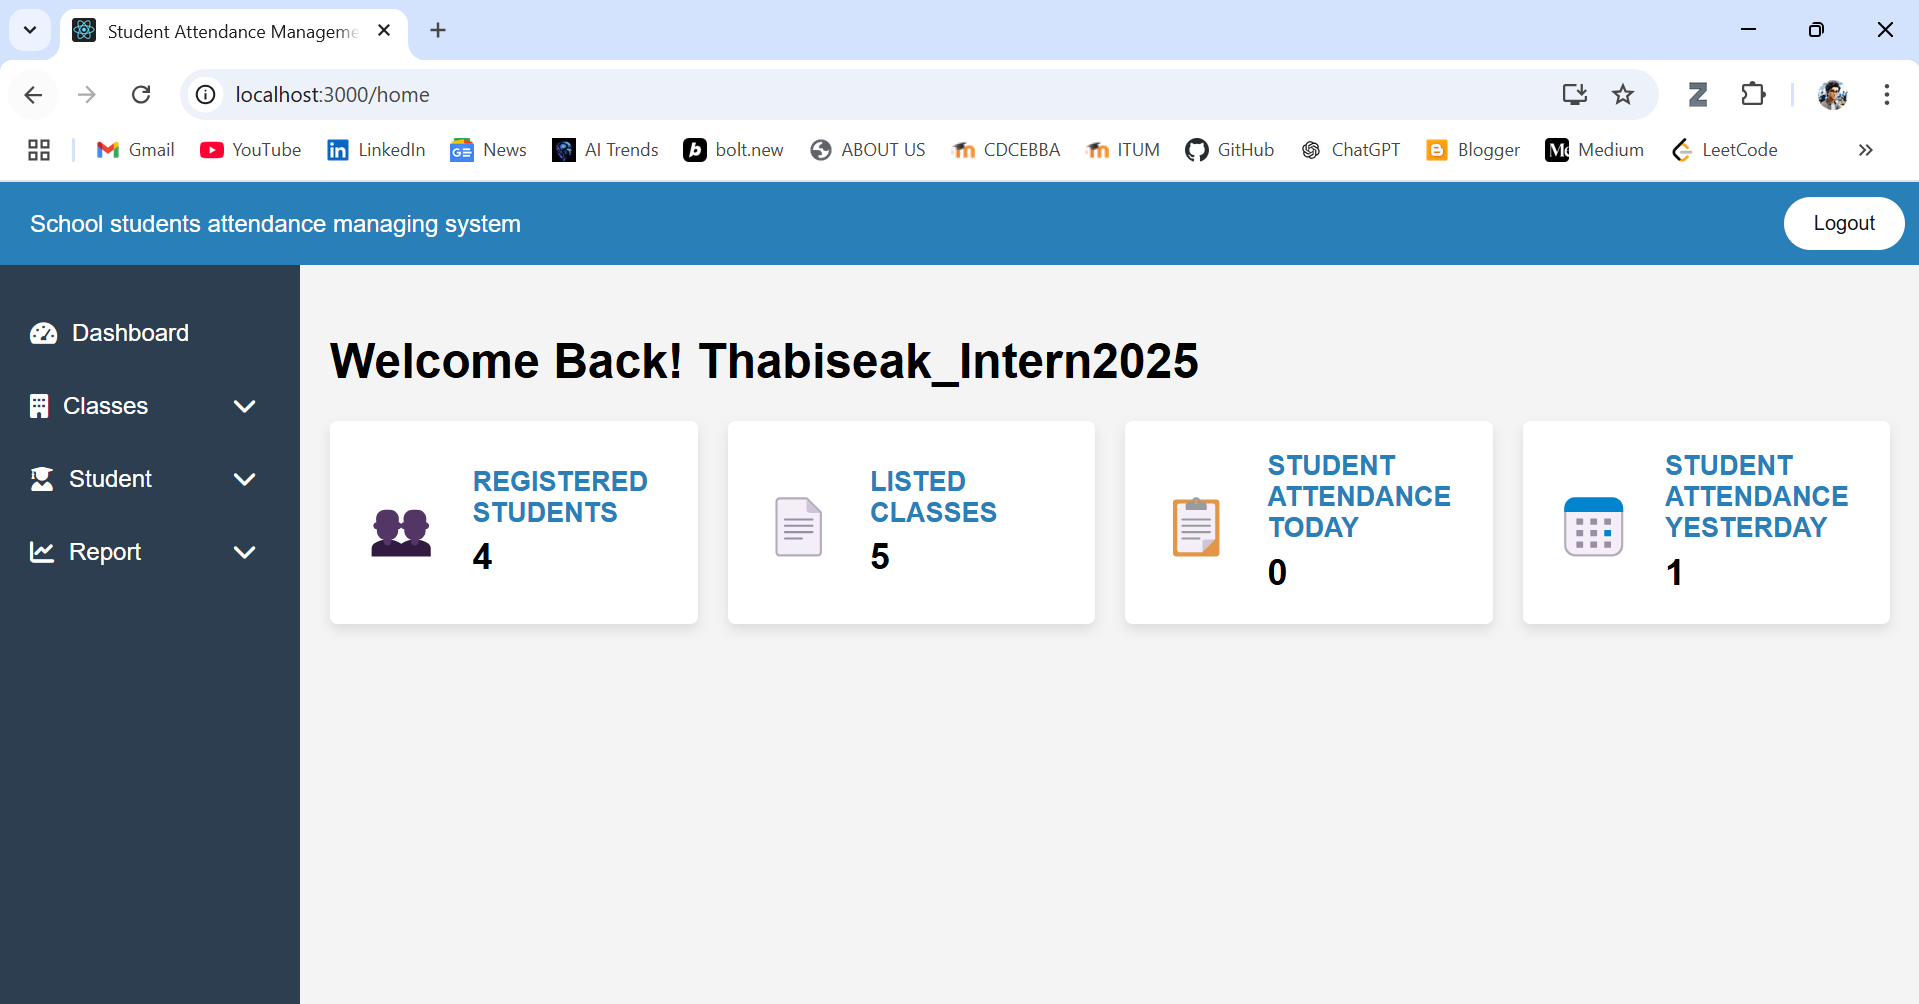 Student Attendance Manageme
localhost:3000/home
Gmail
YouTube
LinkedIn
News
AI Trends
bolt.new
ABOUT US
CDCEBBA
ITUM
GitHub
ChatGPT
Blogger
Medium
LeetCode
School students attendance managing system
Logout
Dashboard
Classes
Student
Report
Welcome Back! Thabiseak_Intern2025
REGISTERED
STUDENTS
4
LISTED
CLASSES
5
STUDENT
ATTENDANCE
TODAY
0
STUDENT
ATTENDANCE
YESTERDAY
1